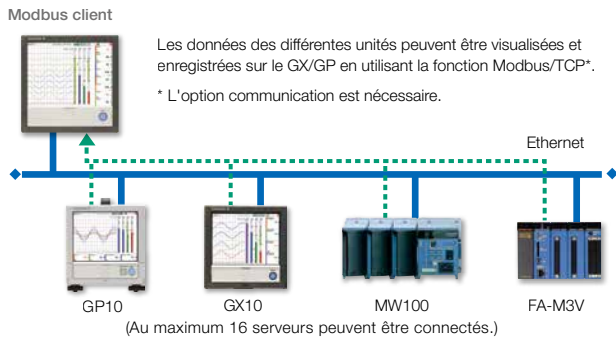 Modbus client
Les données des différentes unités peuvent être visualisées et
enregistrées sur le GX/GP en utilisant la fonction Modbus/TCP*.
* L'option communication est nécessaire.
Ethernet
GP10
GX10
MW100
FA-M3V
(Au maximum 16 serveurs peuvent être connectés.)